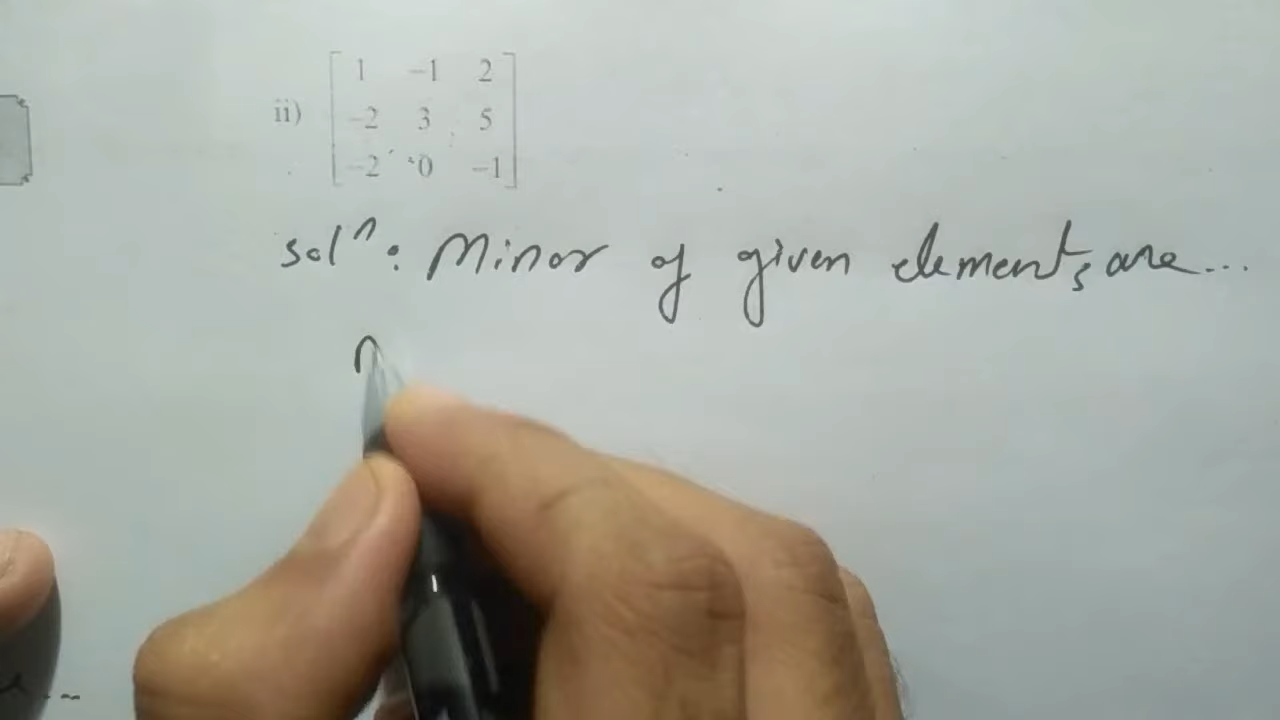 1 -1 2
ii) -2 3 5
-2 0 -1
solⁿ : Minor of given elements are...